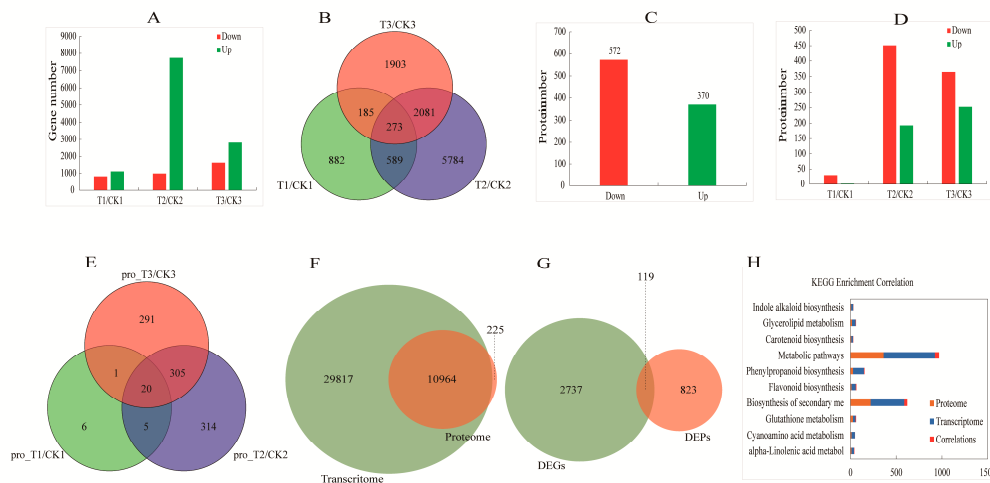 A
Gene number
9000
8000
7000
6000
5000
4000
3000
2000
1000
0
Down
Up
T1/CK1
T2/CK2
T3/CK3
B
T3/CK3
1903
185
2081
273
882
589
5784
T1/CK1
T2/CK2
C
Proteinnumber
700
600
500
400
300
200
100
0
572
370
Down
Up
D
Proteinnumber
500
450
400
350
300
250
200
150
100
50
0
Down
Up
T1/CK1
T2/CK2
T3/CK3
E
pro_T3/CK3
291
1
305
20
6
5
314
pro_T1/CK1
pro_T2/CK2
F
225
29817
10964
Proteome
Transcritome
G
119
2737
823
DEPs
DEGs
H
KEGG Enrichment Correlation
Indole alkaloid biosynthesis
Glycerolipid metabolism
Carotenoid biosynthesis
Metabolic pathways
Phenylpropanoid biosynthesis
Flavonoid biosynthesis
Biosynthesis of secondary me
Glutathione metabolism
Cyanoamino acid metabolism
alpha-Linolenic acid metabol
Proteome
Transcriptome
Correlations
0
500
1000